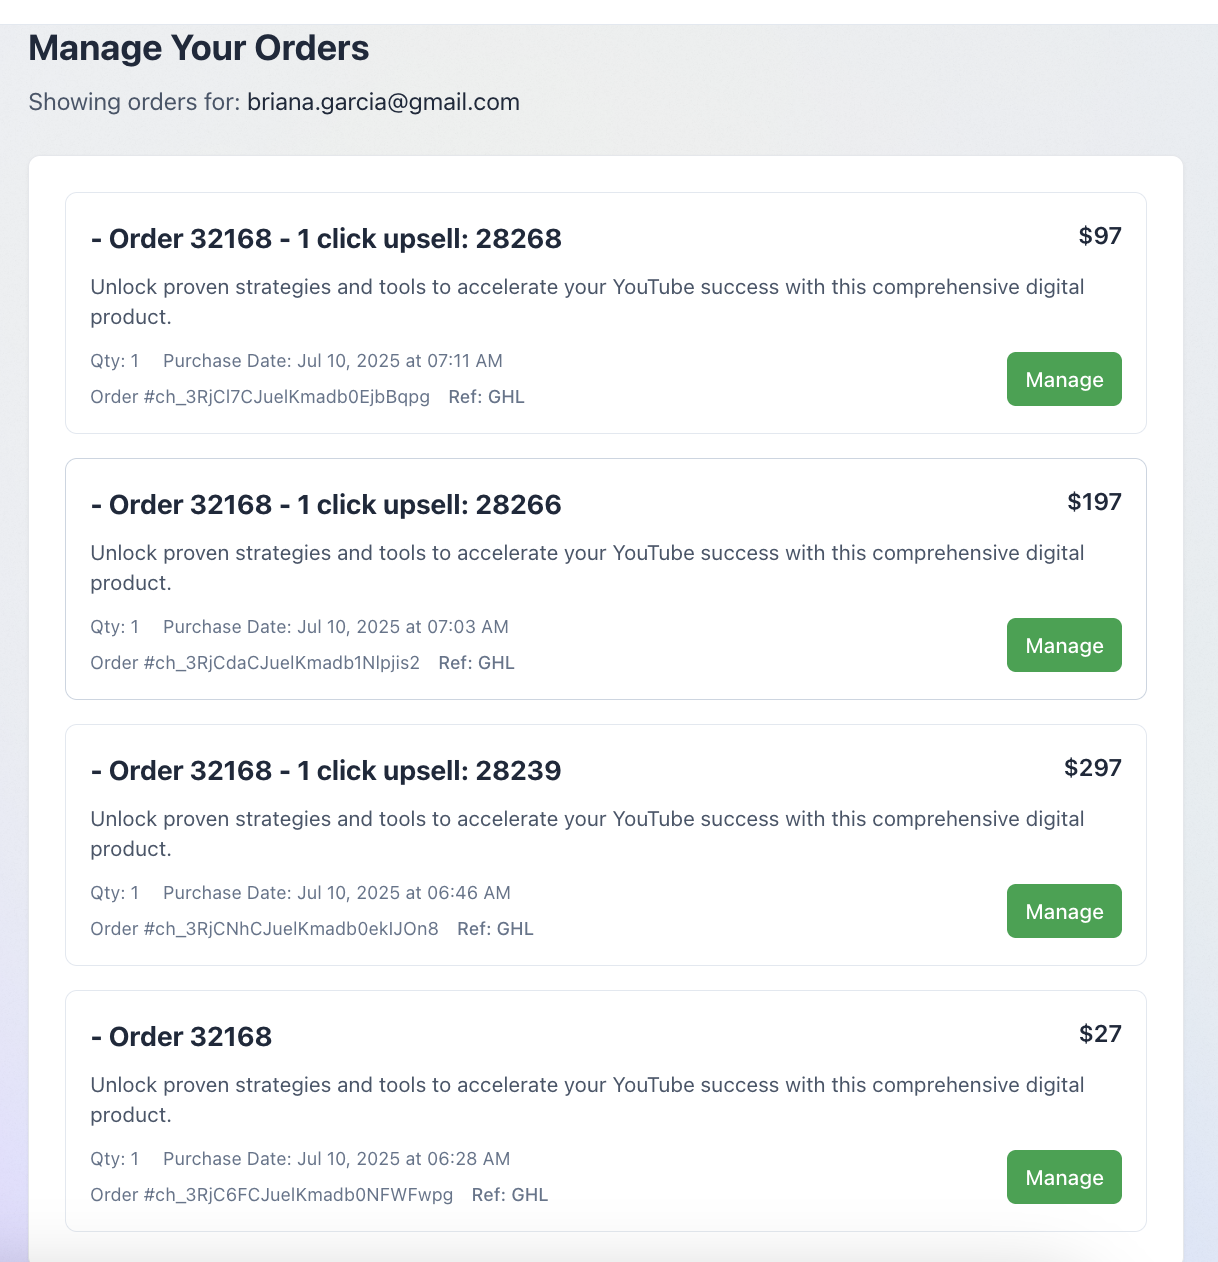 Manage Your Orders
Showing orders for: briana.garcia@gmail.com
- Order 32168 - 1 click upsell: 28268
$97
Unlock proven strategies and tools to accelerate your YouTube success with this comprehensive digital
product.
Qty: 1 Purchase Date: Jul 10, 2025 at 07:11 AM
Order #ch_3RjCl7CJuelKmadb0EjbBqpg Ref: GHL
Manage
- Order 32168 - 1 click upsell: 28266
$197
Unlock proven strategies and tools to accelerate your YouTube success with this comprehensive digital
product.
Qty: 1 Purchase Date: Jul 10, 2025 at 07:03 AM
Order #ch_3RjCdaCJuelKmadb1NlpjIs2 Ref: GHL
Manage
- Order 32168 - 1 click upsell: 28239
$297
Unlock proven strategies and tools to accelerate your YouTube success with this comprehensive digital
product.
Qty: 1 Purchase Date: Jul 10, 2025 at 06:46 AM
Order #ch_3RjCNhCJuelKmadb0eklJOn8 Ref: GHL
Manage
- Order 32168
$27
Unlock proven strategies and tools to accelerate your YouTube success with this comprehensive digital
product.
Qty: 1 Purchase Date: Jul 10, 2025 at 06:28 AM
Order #ch_3RjC6FCJuelKmadb0NFWFwpg Ref: GHL
Manage